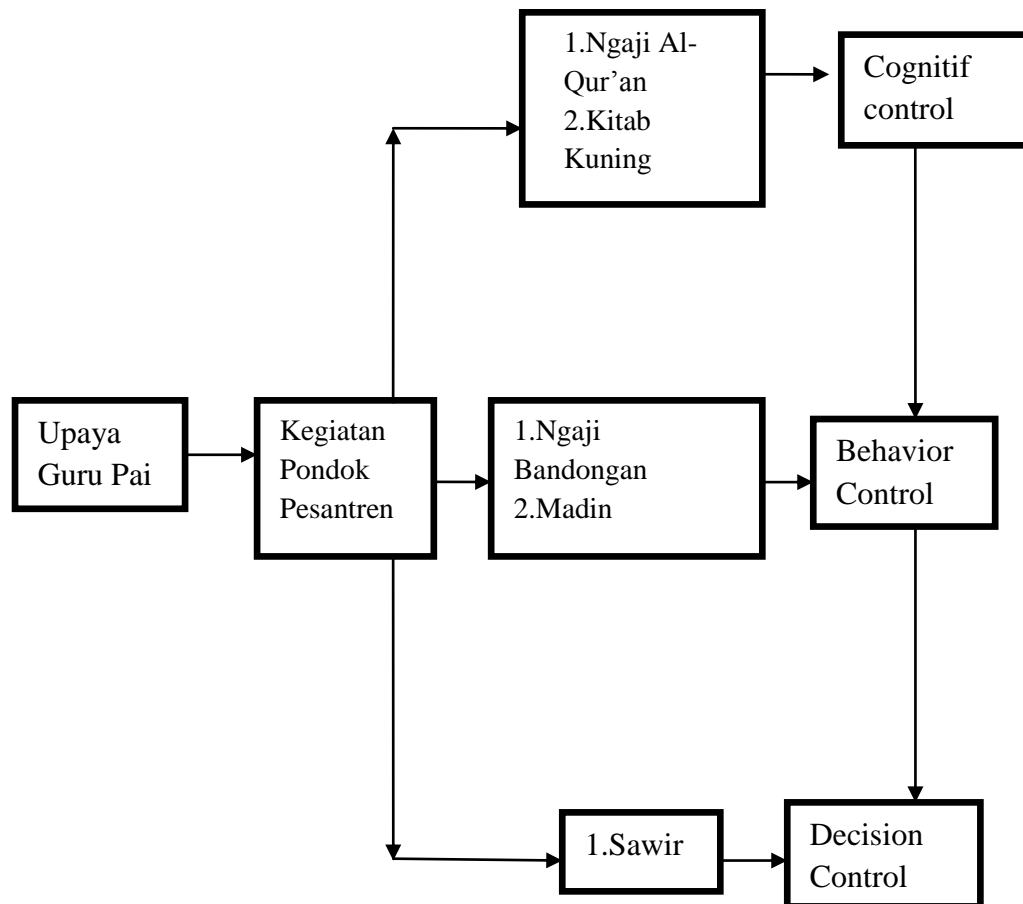 1.Ngaji Al-
Qur’an
2.Kitab
Kuning
Cognitif
control
Upaya
Guru Pai
Kegiatan
Pondok
Pesantren
1.Ngaji
Bandongan
2.Madin
Behavior
Control
1.Sawir
Decision
Control